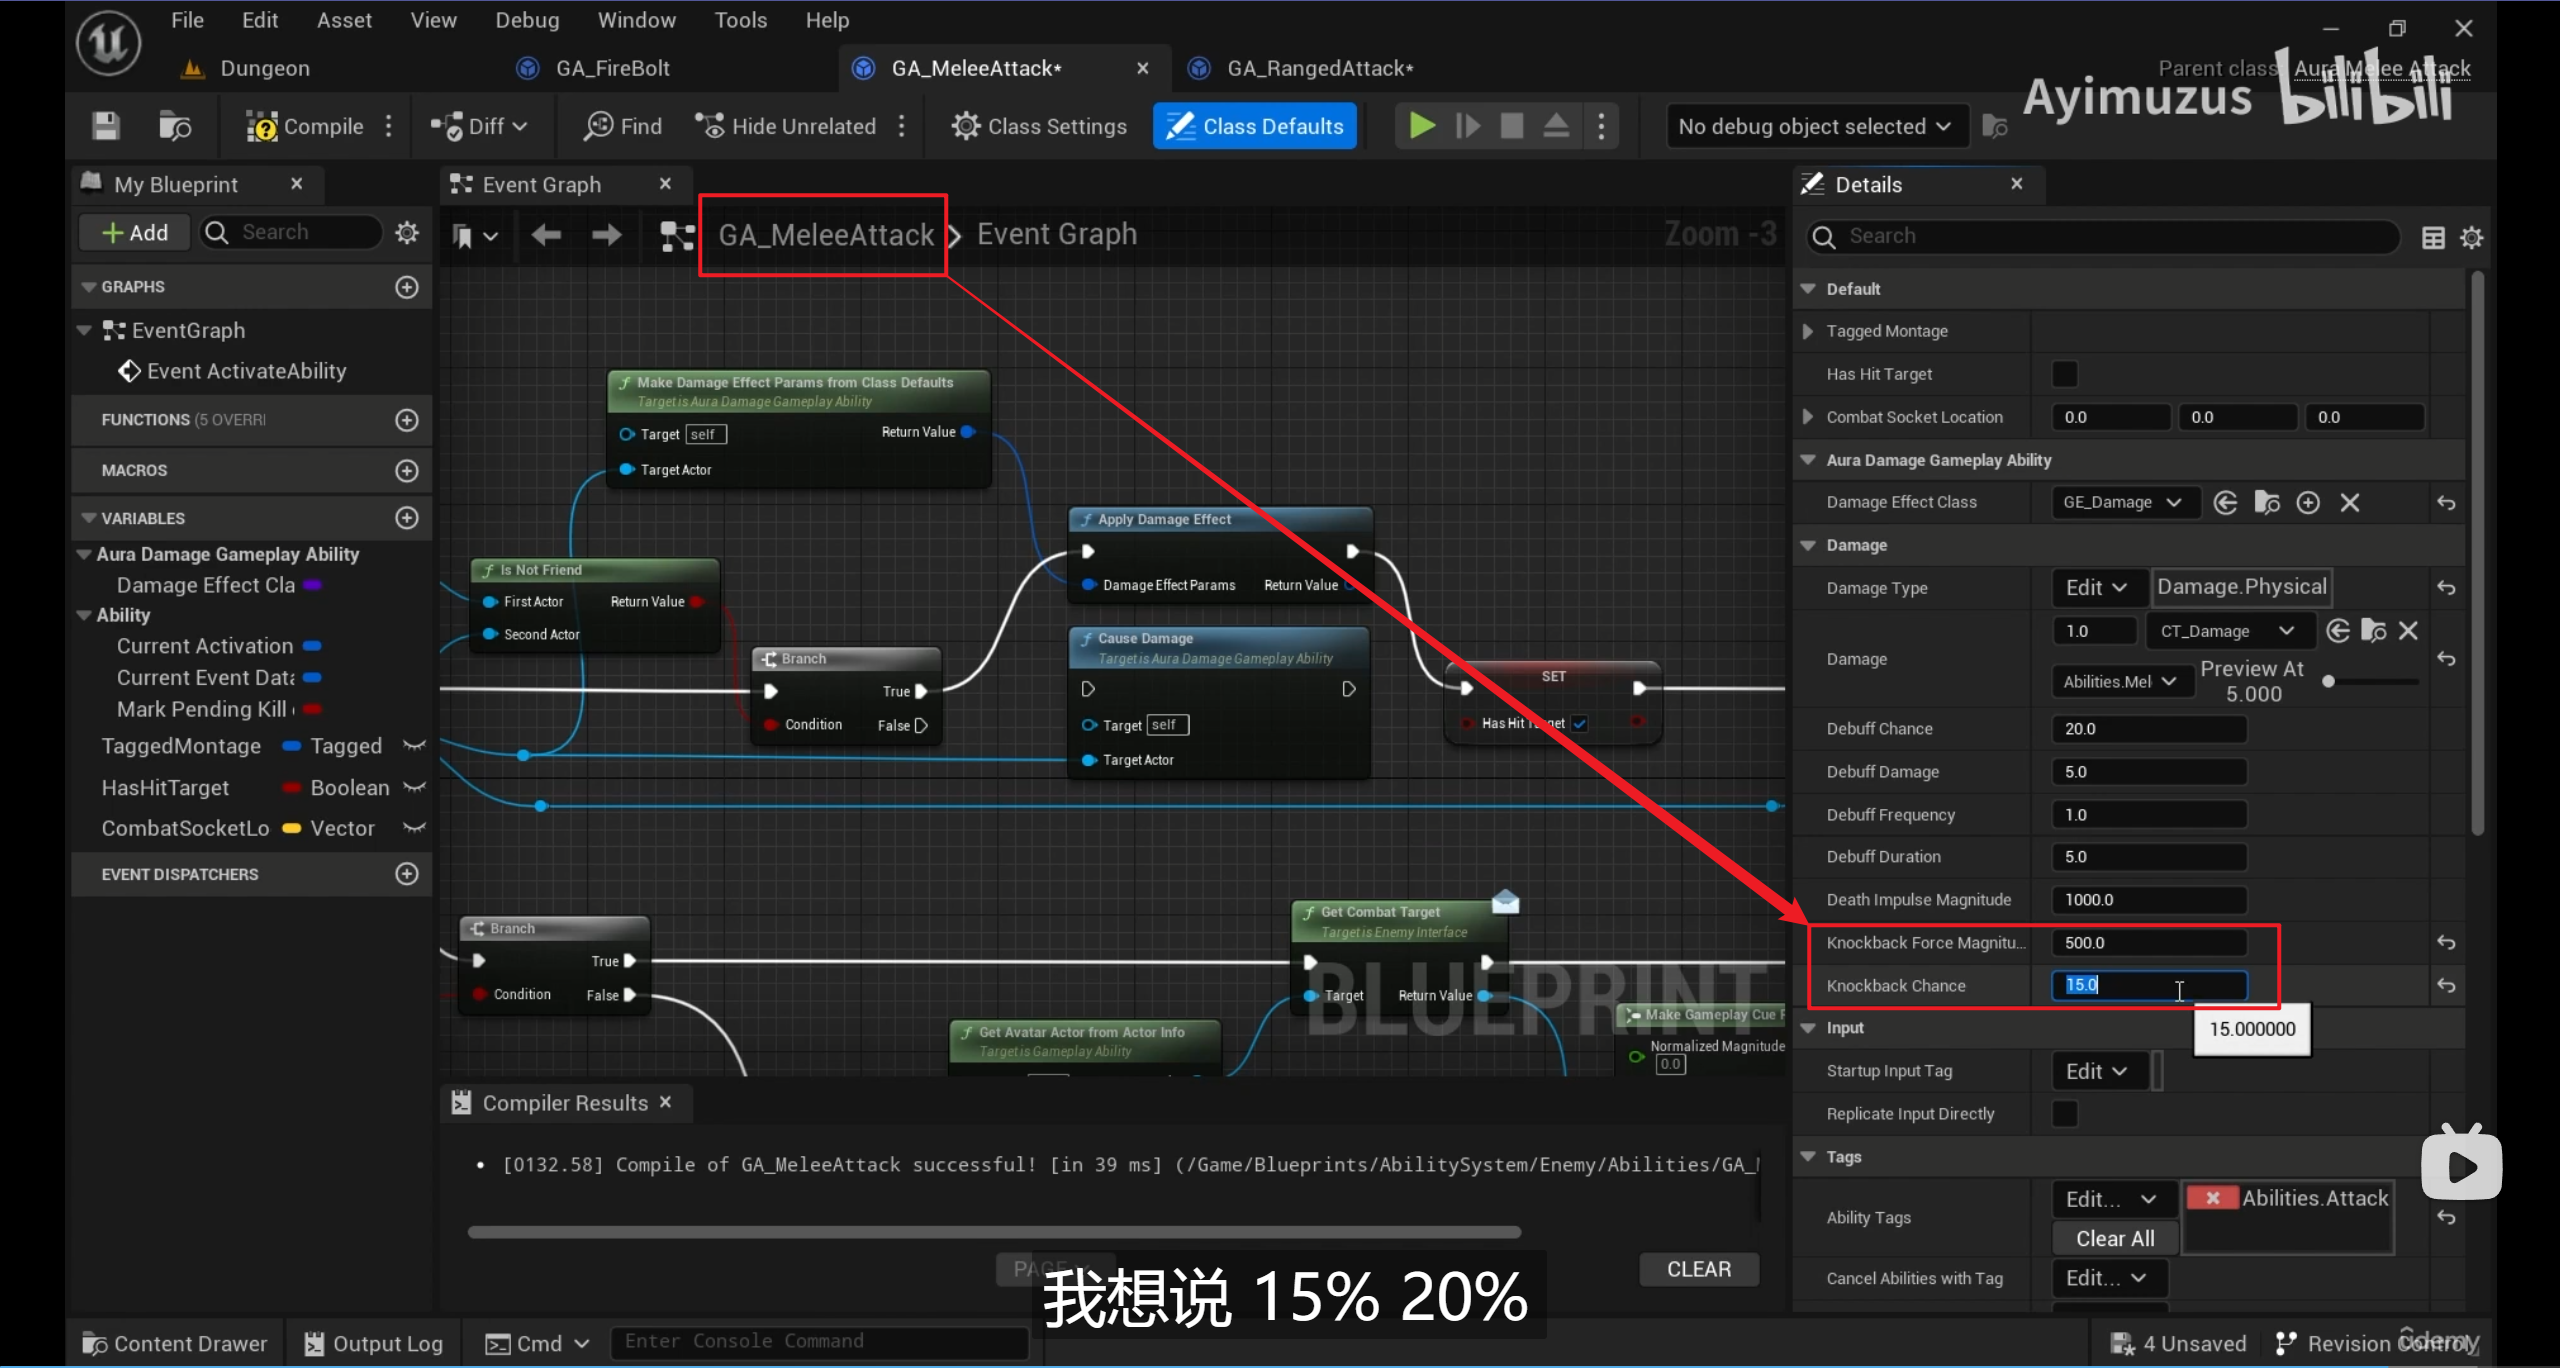 File Edit Asset View Debug Window Tools Help
Dungeon GA_FireBolt GA_MeleeAttack* GA_RangedAttack*
Parent class Aura Melee Attack
Ayimuzus bilibili
Compile Diff Find Hide Unrelated Class Settings Class Defaults No debug object selected
My Blueprint Event Graph Details
Add Search
GA_MeleeAttack Event Graph Zoom -3
Search
GRAPHS
EventGraph
Event ActivateAbility
FUNCTIONS (5 OVERRI
MACROS
VARIABLES
Aura Damage Gameplay Ability
Damage Effect Cla
Ability
Current Activation
Current Event Data
Mark Pending Kill
TaggedMontage Tagged
HasHitTarget Boolean
CombatSocketLo Vector
EVENT DISPATCHERS
Make Damage Effect Params from Class Defaults
Target is Aura Damage Gameplay Ability
Target self Return Value
Target Actor
Is Not Friend
First Actor Return Value
Second Actor
Branch
True
Condition False
Apply Damage Effect
Damage Effect Params Return Value
Cause Damage
Target is Aura Damage Gameplay Ability
Target self
Target Actor
SET
Has Hit Target
Branch
True
Condition False
Get Combat Target
Target is Enemy Interface
Target Return Value
Get Avatar Actor from Actor Info
Target is Gameplay Ability
BLUEPRINT
Make Gameplay Cue P
Normalized Magnitude
0.0
Default
Tagged Montage
Has Hit Target
Combat Socket Location 0.0 0.0 0.0
Aura Damage Gameplay Ability
Damage Effect Class GE_Damage
Damage
Damage Type Edit Damage.Physical
Damage 1.0 CT_Damage
Abilities.Mel Preview At
5.000
Debuff Chance 20.0
Debuff Damage 5.0
Debuff Frequency 1.0
Debuff Duration 5.0
Death Impulse Magnitude 1000.0
Knockback Force Magnitu... 500.0
Knockback Chance 15.0
15.000000
Input
Startup Input Tag Edit
Replicate Input Directly
Tags
Ability Tags Edit... Abilities.Attack
Clear All
Cancel Abilities with Tag Edit...
Compiler Results
• [0132.58] Compile of GA_MeleeAttack successful! [in 39 ms] (/Game/Blueprints/AbilitySystem/Enemy/Abilities/GA_
PAGE CLEAR
我想说 15% 20%
Content Drawer Output Log Cmd Enter Console Command 4 Unsaved Revision Control
ûdemy